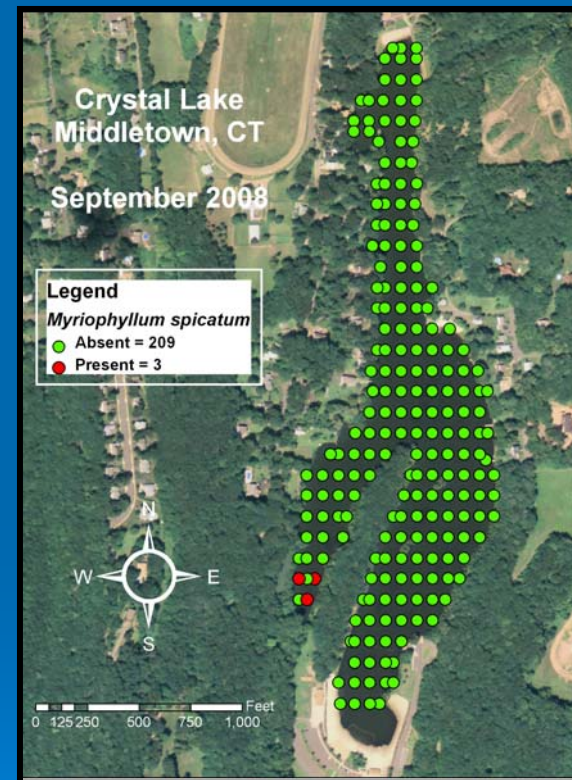 Crystal Lake
Middletown, CT
September 2008
Legend
Myriophyllum spicatum
Absent = 209
Present = 3
N
W E
S
Feet
0 125 250 500 750 1,000